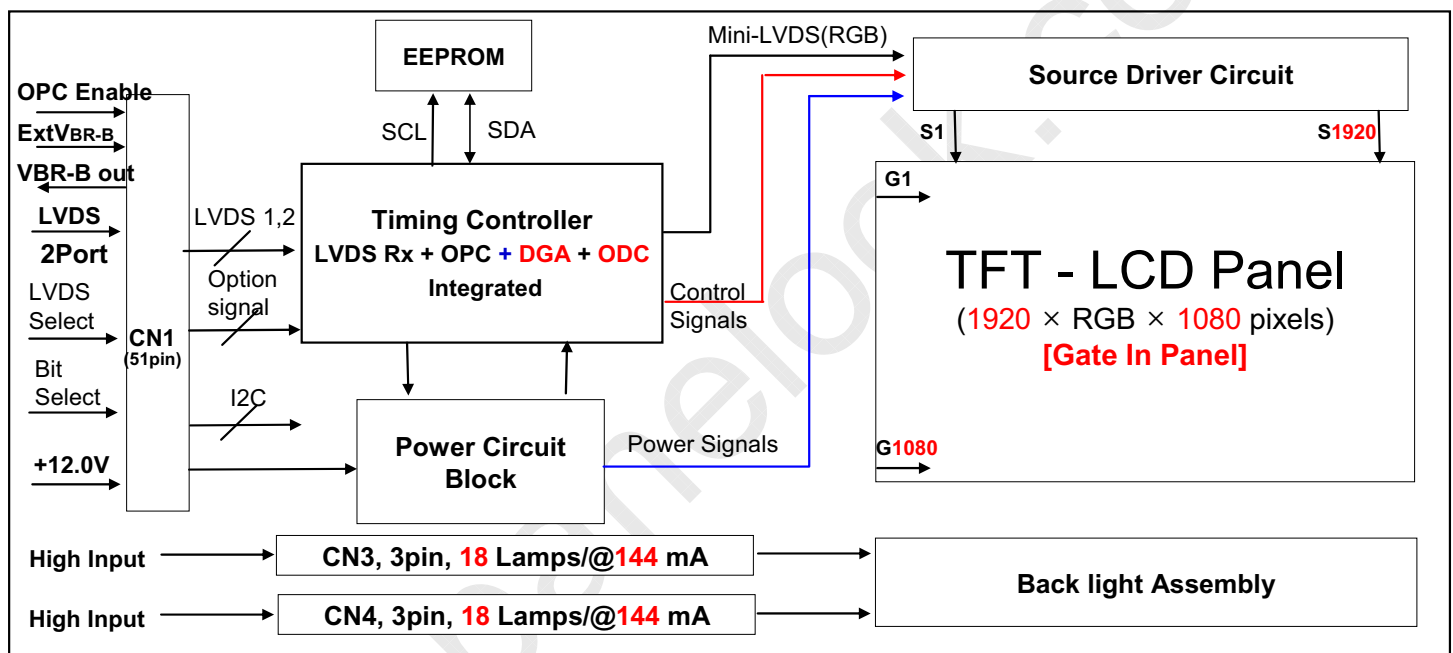 EEPROM
Mini-LVDS(RGB)
Source Driver Circuit
OPC Enable
ExtVBR-B
VBR-B out
LVDS
2Port
LVDS
Select
Bit
Select
+12.0V
CN1
(51pin)
SCL
SDA
S1
S1920
LVDS 1,2
Option
signal
I2C
Timing Controller
LVDS Rx + OPC + DGA + ODC
Integrated
Control
Signals
G1
TFT - LCD Panel
(1920 × RGB × 1080 pixels)
[Gate In Panel]
G1080
Power Circuit
Block
Power Signals
High Input
CN3, 3pin, 18 Lamps/@144 mA
High Input
CN4, 3pin, 18 Lamps/@144 mA
Back light Assembly
panelook.co